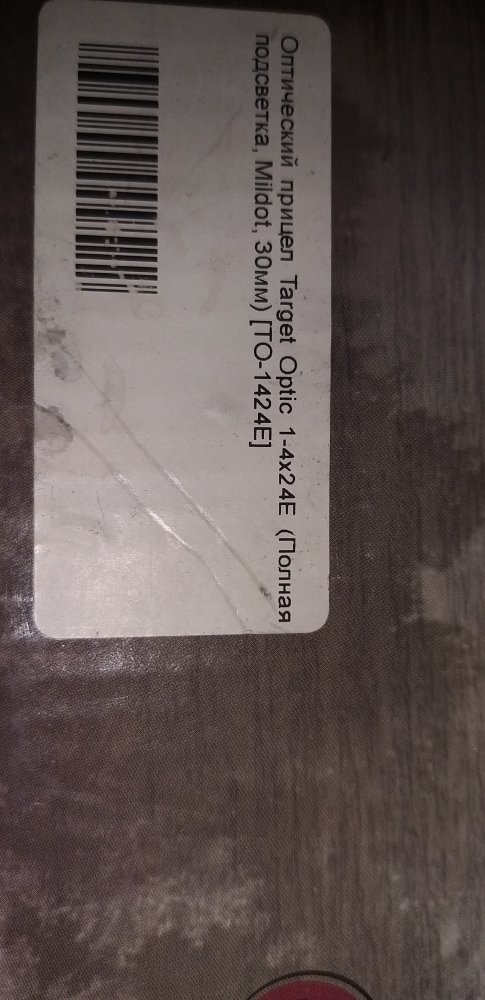 Оптический прицел Target Optic 1-4x24E (Полная
подсветка, Mildot, 30мм) [TO-1424E]